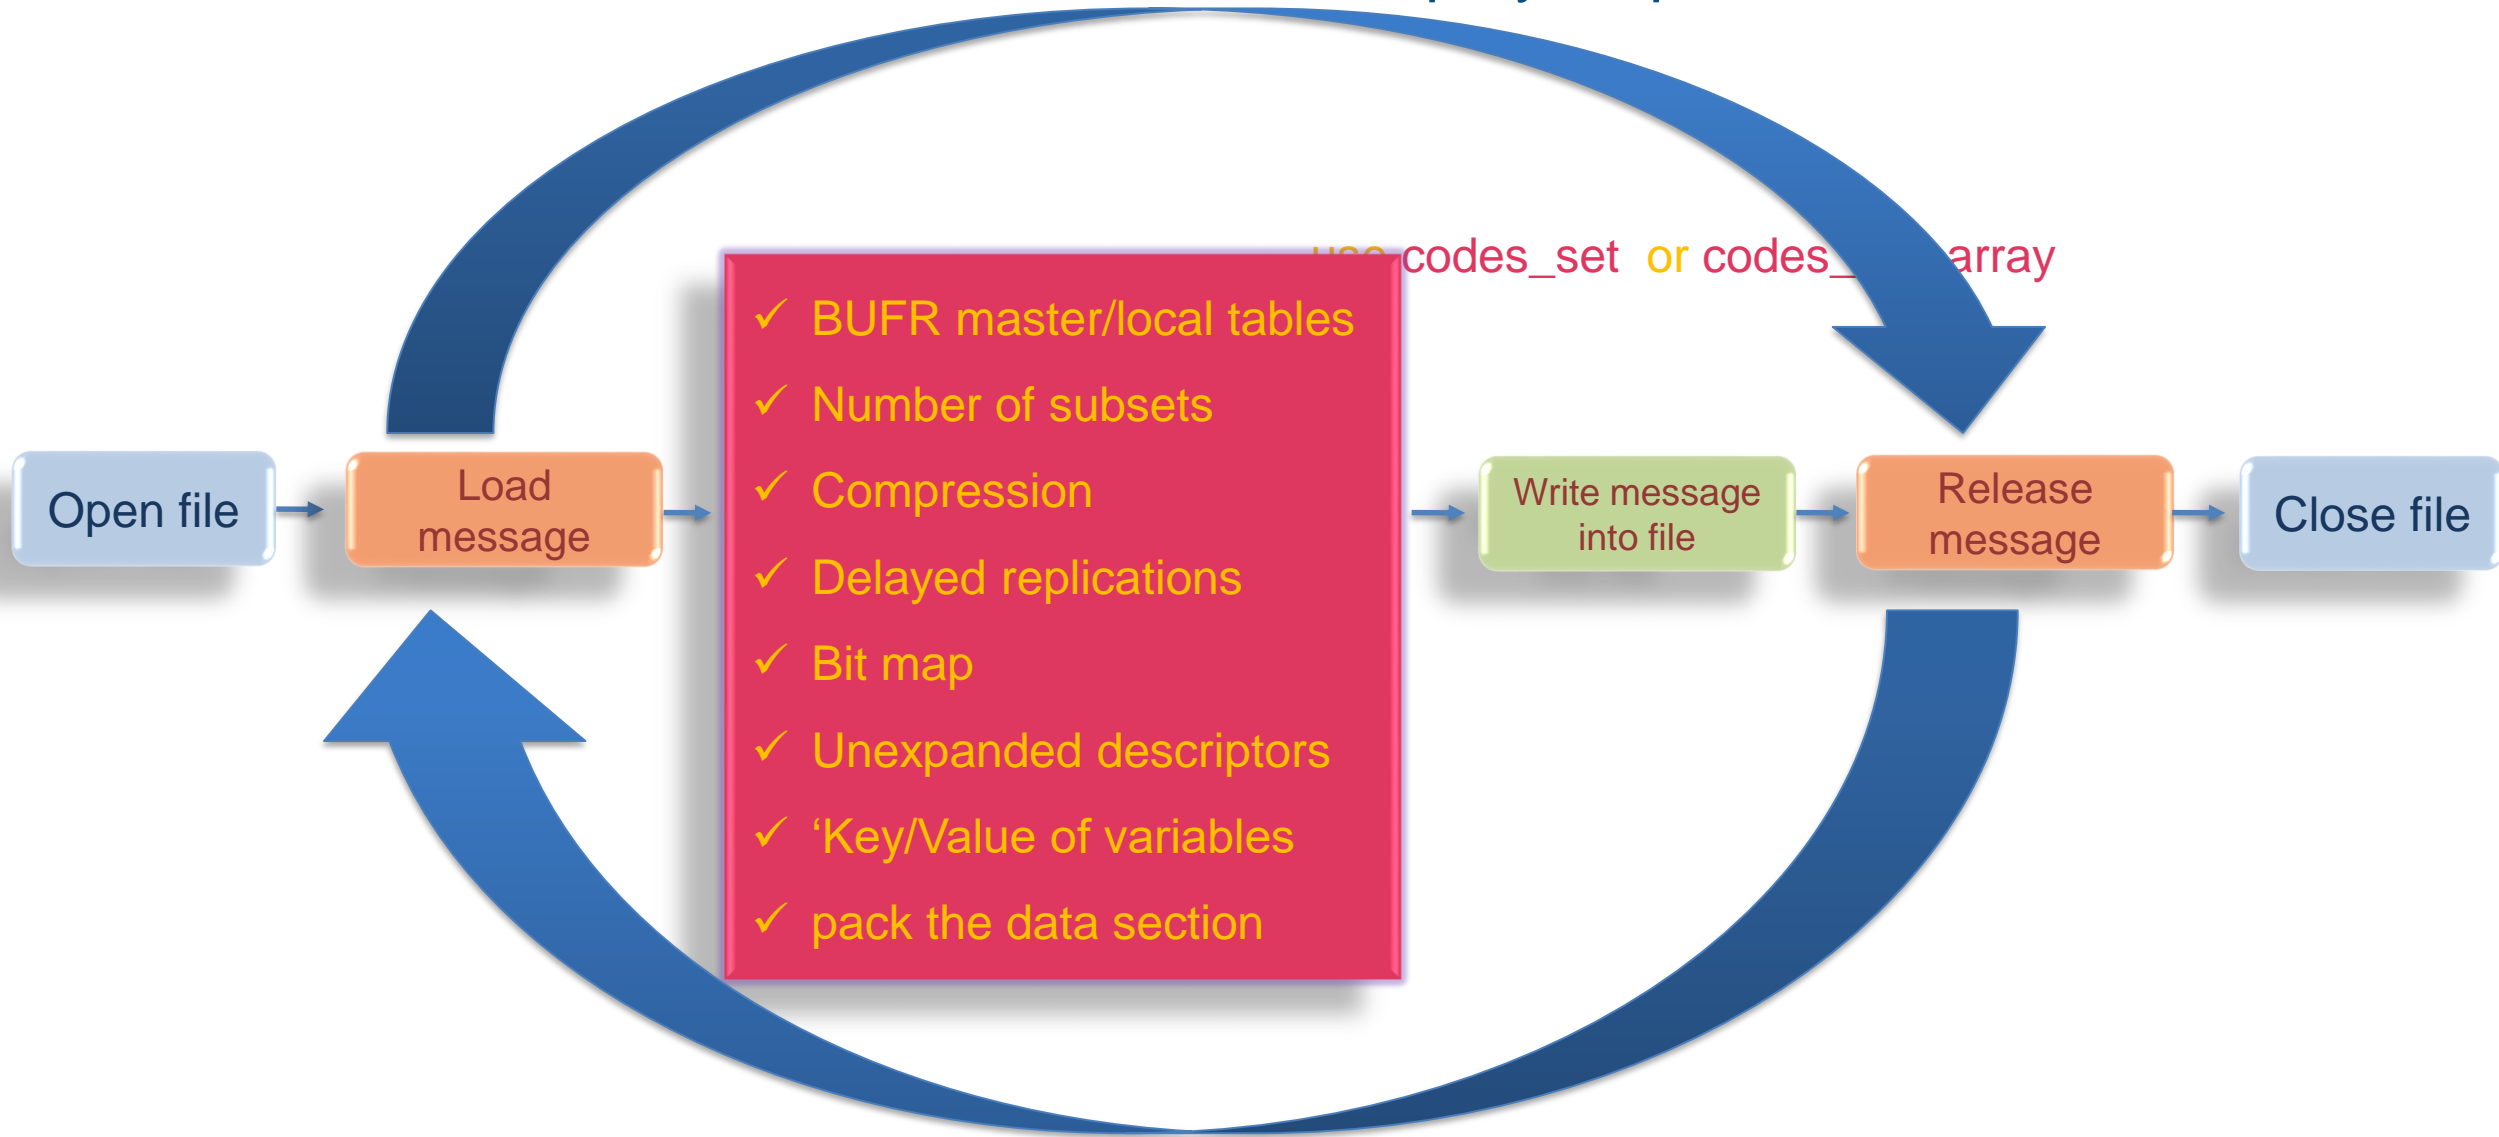 use codes_set or codes_ array
✓ BUFR master/local tables
✓ Number of subsets
✓ Compression
✓ Delayed replications
✓ Bit map
✓ Unexpanded descriptors
✓ ‘Key/Value of variables
✓ pack the data section
Open file
Load
message
Write message
into file
Release
message
Close file